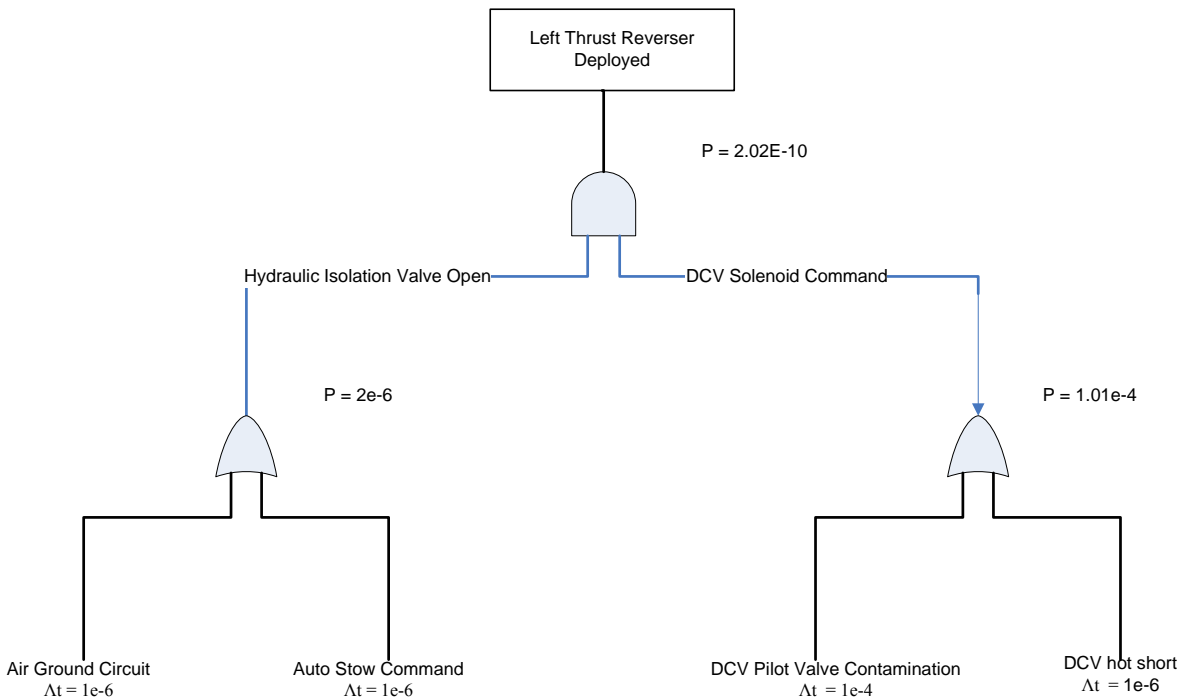 Left Thrust Reverser
Deployed
P = 2.02E-10
Hydraulic Isolation Valve Open
DCV Solenoid Command
P = 2e-6
P = 1.01e-4
Air Ground Circuit
Λt = 1e-6
Auto Stow Command
Λt = 1e-6
DCV Pilot Valve Contamination
Λt = 1e-4
DCV hot short
Λt = 1e-6